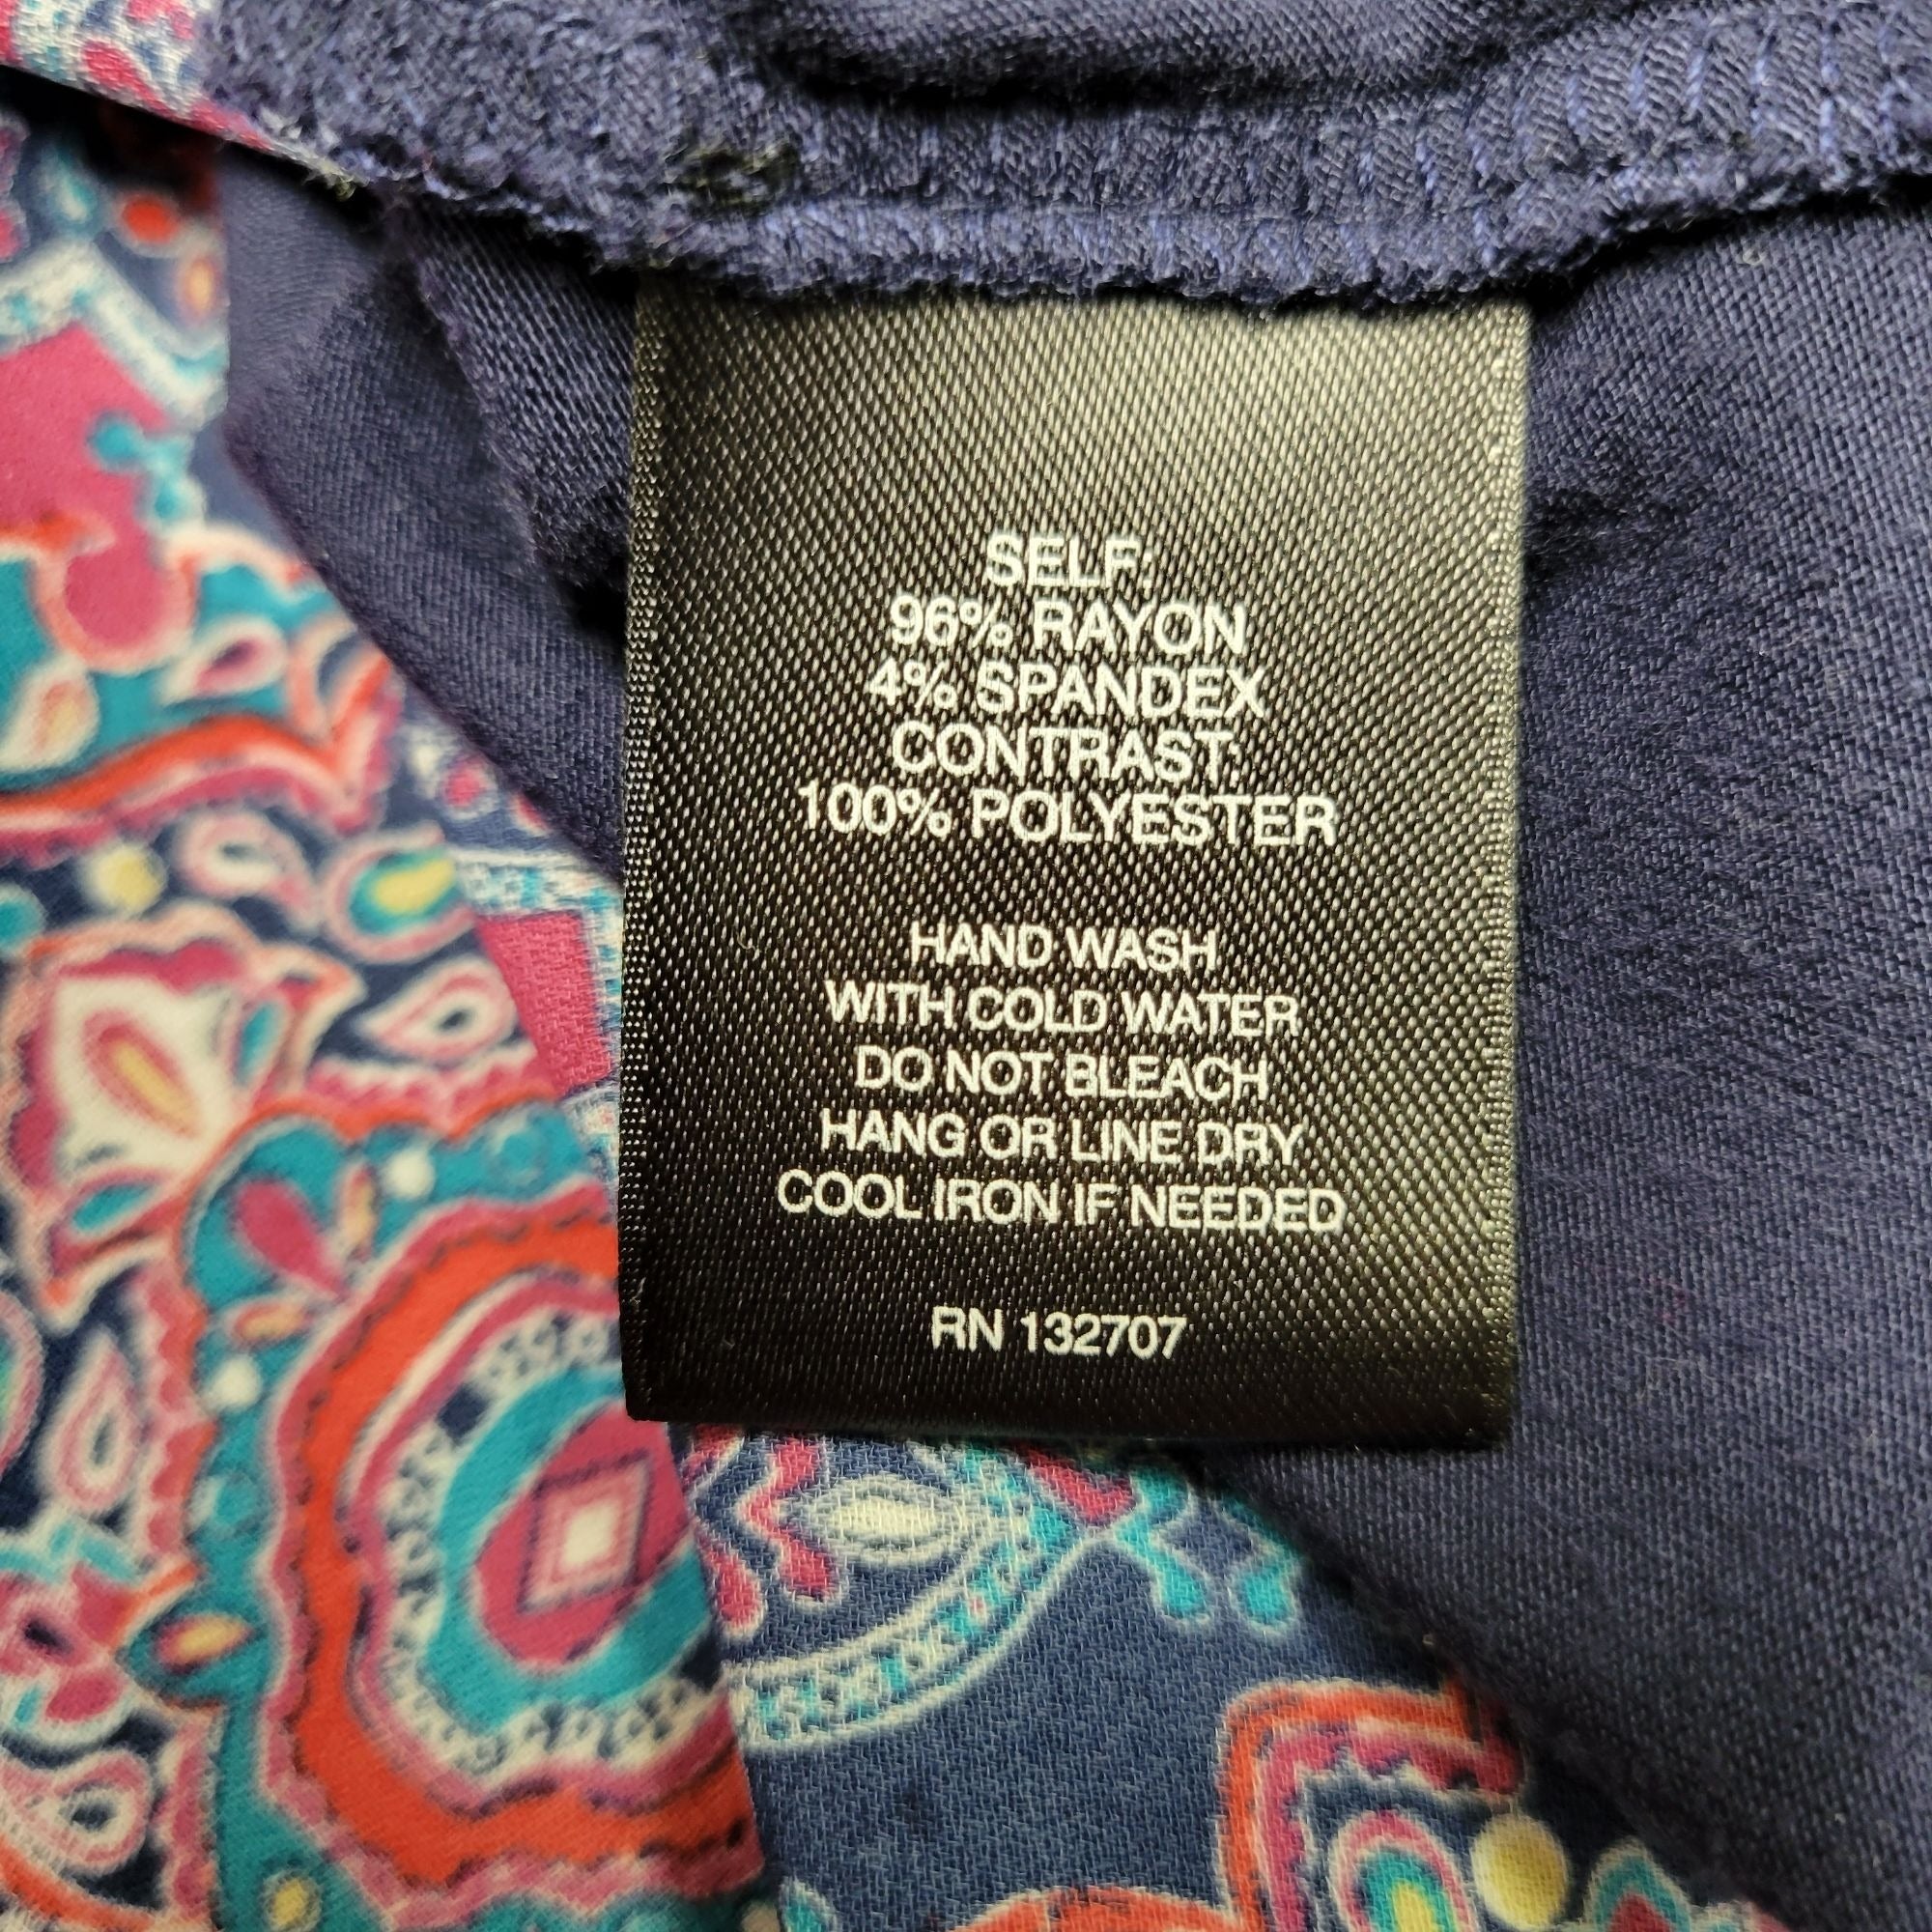 SELF:
96% RAYON
4% SPANDEX
CONTRAST:
100% POLYESTER
HAND WASH
WITH COLD WATER
DO NOT BLEACH
HANG OR LINE DRY
COOL IRON IF NEEDED
RN 132707